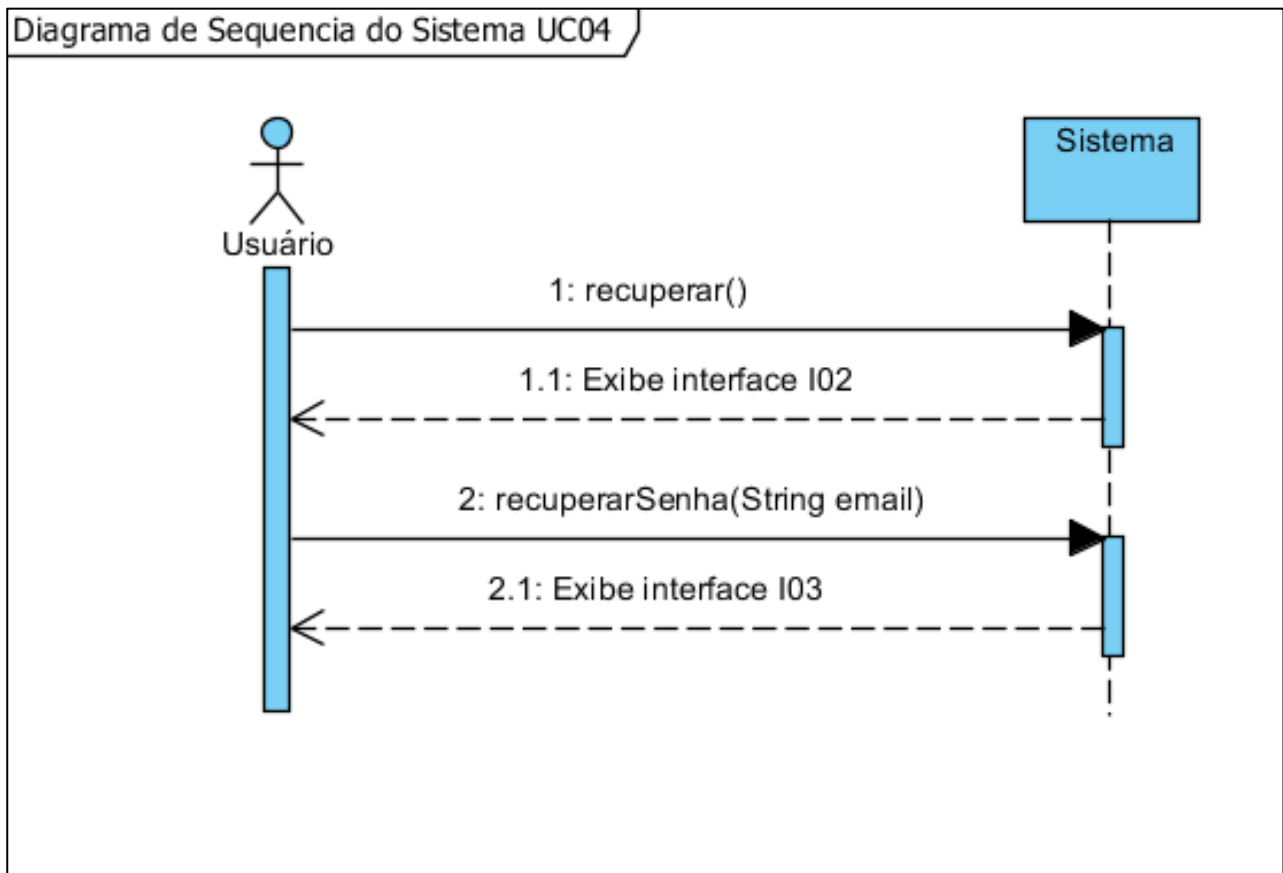 Diagrama de Sequencia do Sistema UC04
Sistema
Usuário
1: recuperar()
1.1: Exibe interface I02
2: recuperarSenha(String email)
2.1: Exibe interface I03